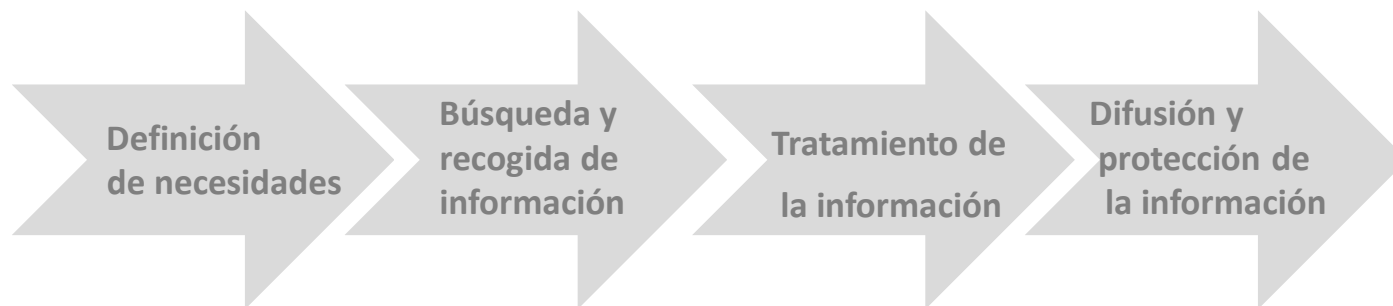 Definición
de necesidades
Búsqueda y
recogida de
información
Tratamiento de
la información
Difusión y
protección de
la información